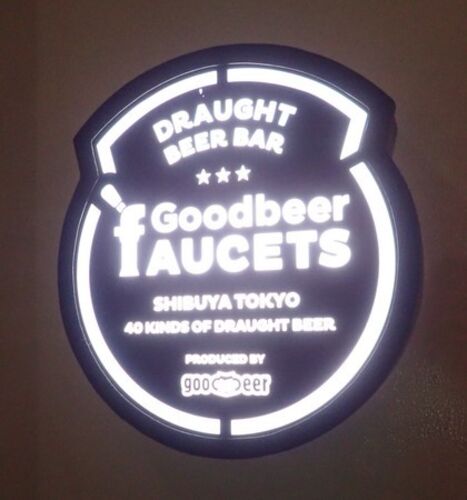 DRAUGHT
BEER BAR
Goodbeer
fAUCETS
SHIBUYA TOKYO
40 KINDS OF DRAUGHT BEER
PRODUCED BY
goodbeer